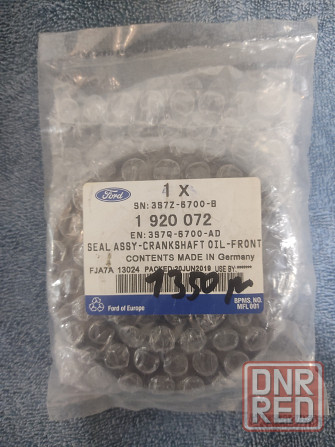 Ford
1 X
SN: 3S7Z-6700-B
1 920 072
EN: 3S7Q-6700-AD
SEAL ASSY-CRANKSHAFT OIL-FRONT
CONTENTS MADE IN Germany
FJA7A 13024 PACKED 20JUN2019 USE BY:*******
1350
Ford of Europe
BPMS. NO.
MFL 001
DNR
RED